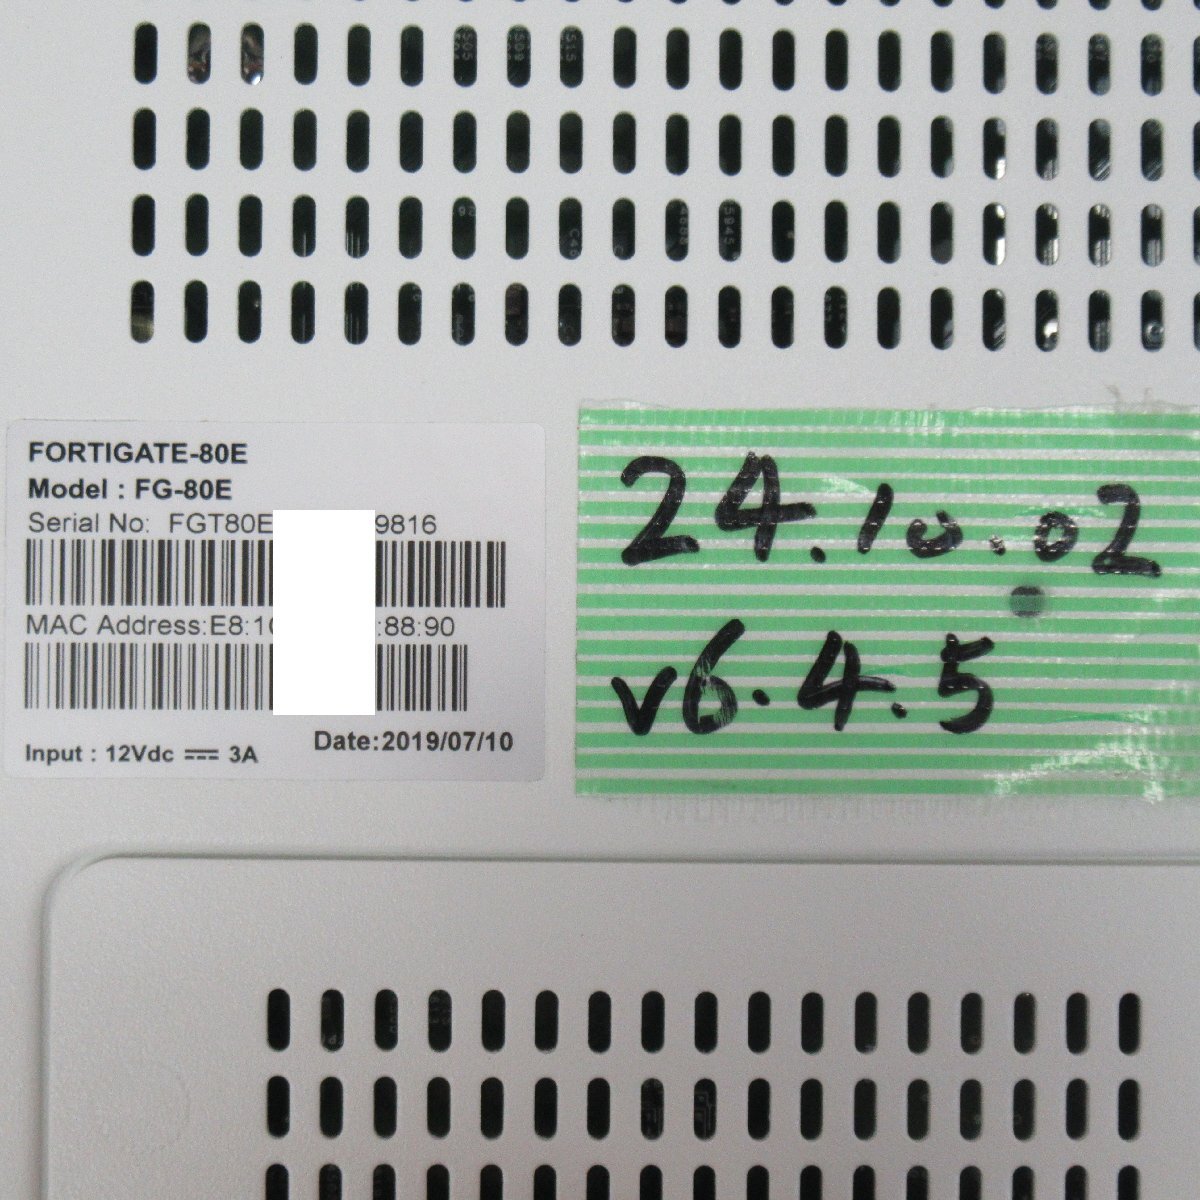 FORTIGATE-80E
Model : FG-80E
Serial No: FGT80E 9816
MAC Address:E8:1 :88:90
Input : 12Vdc ⎓ 3A
Date:2019/07/10
24.10.02
v6.4.5